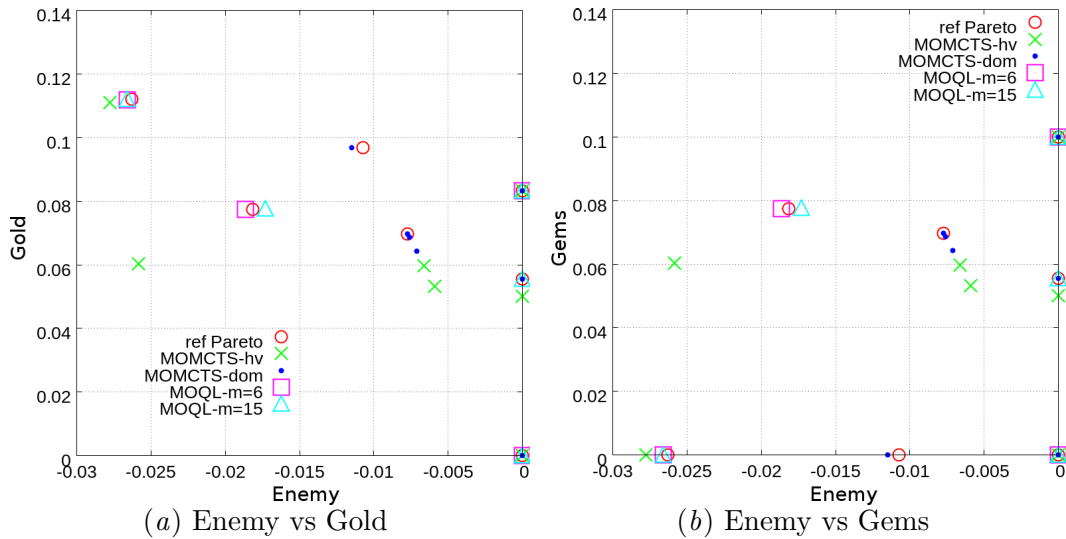 0.14
0.12
0.1
0.08
0.06
0.04
0.02
0
Gold
ref Pareto
MOMCTS-hv
MOMCTS-dom
MOQL-m=6
MOQL-m=15
-0.03 -0.025 -0.02 -0.015 -0.01 -0.005 0
Enemy
(a) Enemy vs Gold
0.14
0.12
0.1
0.08
0.06
0.04
0.02
0
Gems
ref Pareto
MOMCTS-hv
MOMCTS-dom
MOQL-m=6
MOQL-m=15
-0.03 -0.025 -0.02 -0.015 -0.01 -0.005 0
Enemy
(b) Enemy vs Gems